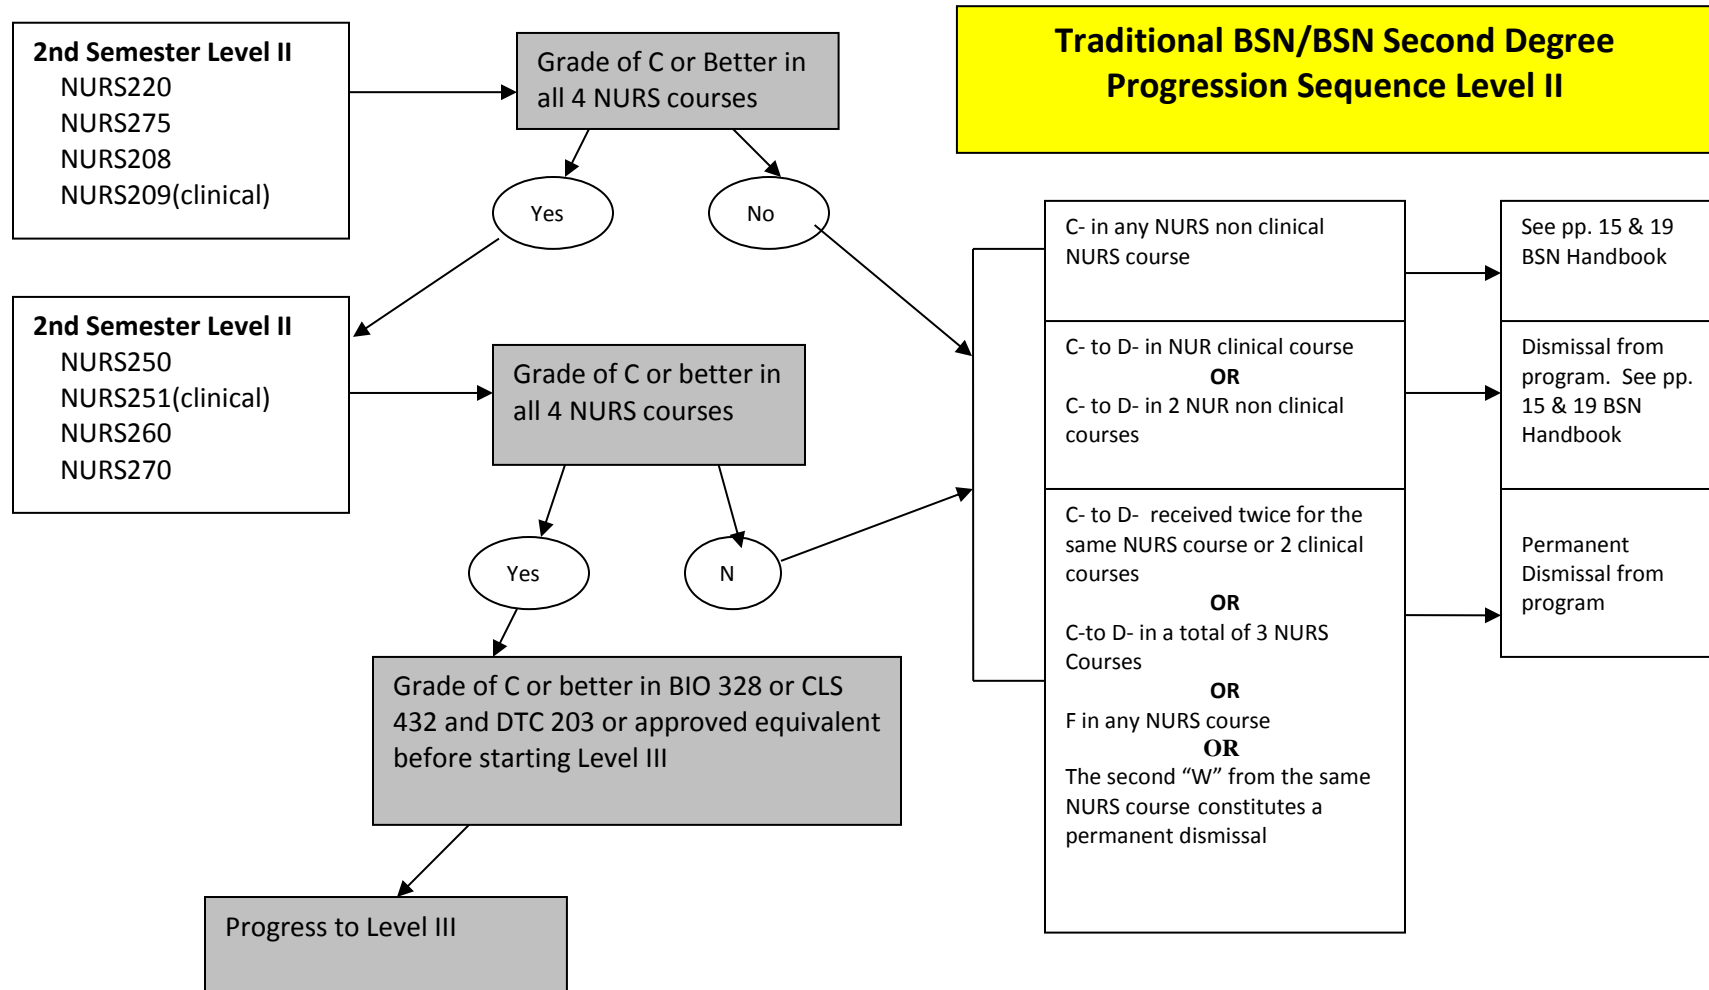 Traditional BSN/BSN Second Degree
Progression Sequence Level II
2nd Semester Level II
NURS220
NURS275
NURS208
NURS209(clinical)
Grade of C or Better in
all 4 NURS courses
Yes
No
2nd Semester Level II
NURS250
NURS251(clinical)
NURS260
NURS270
Grade of C or better in
all 4 NURS courses
Yes
N
Grade of C or better in BIO 328 or CLS
432 and DTC 203 or approved equivalent
before starting Level III
Progress to Level III
C- in any NURS non clinical
NURS course
See pp. 15 & 19
BSN Handbook
C- to D- in NUR clinical course
OR
C- to D- in 2 NUR non clinical
courses
Dismissal from
program.  See pp.
15 & 19 BSN
Handbook
C- to D-  received twice for the
same NURS course or 2 clinical
courses
OR
C-to D- in a total of 3 NURS
Courses
OR
F in any NURS course
OR
The second “W” from the same
NURS course constitutes a
permanent dismissal
Permanent
Dismissal from
program